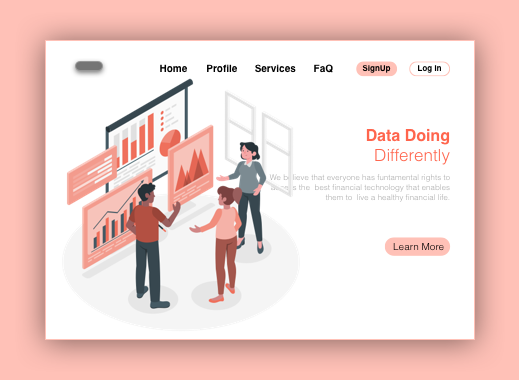 Home Profile Services FaQ SignUp Log In
Data Doing
Differently
We believe that everyone has funtamental rights to
access the best financial technology that enables
them to live a healthy financial life.
Learn More